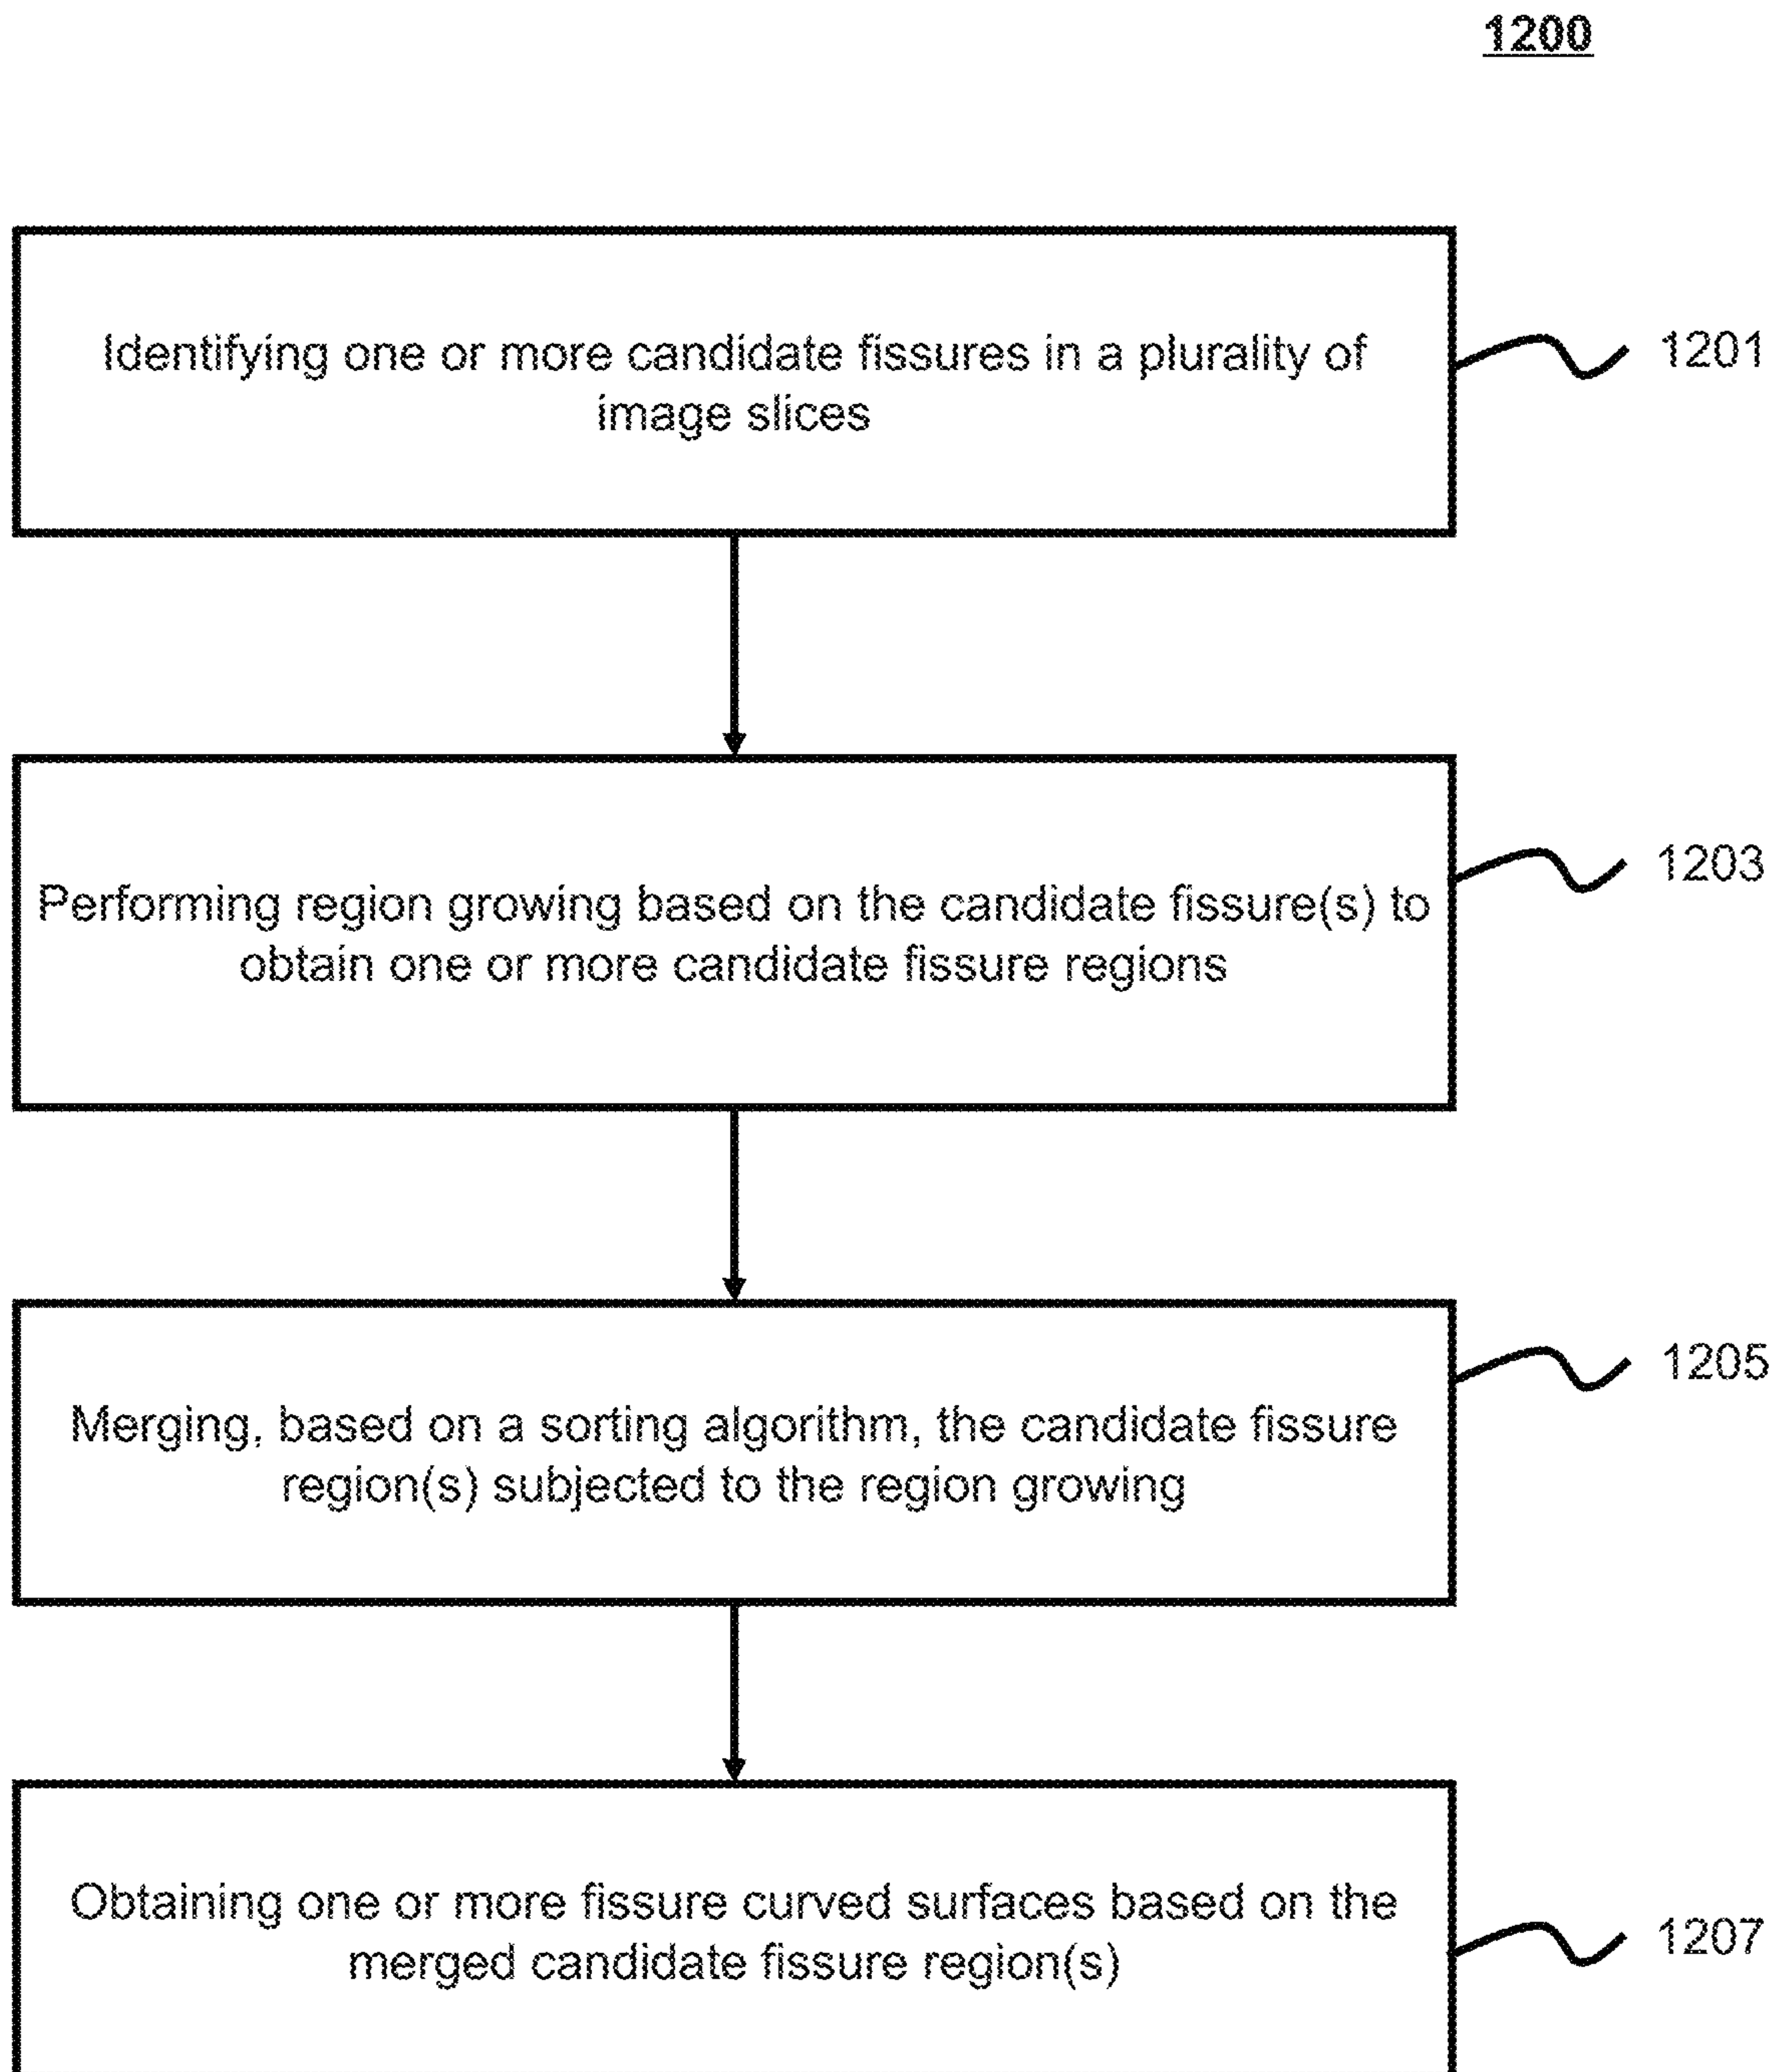 1200
Identifying one or more candidate fissures in a plurality of
image slices
1201
Performing region growing based on the candidate fissure(s) to
obtain one or more candidate fissure regions
1203
Merging, based on a sorting algorithm, the candidate fissure
region(s) subjected to the region growing
1205
Obtaining one or more fissure curved surfaces based on the
merged candidate fissure region(s)
1207